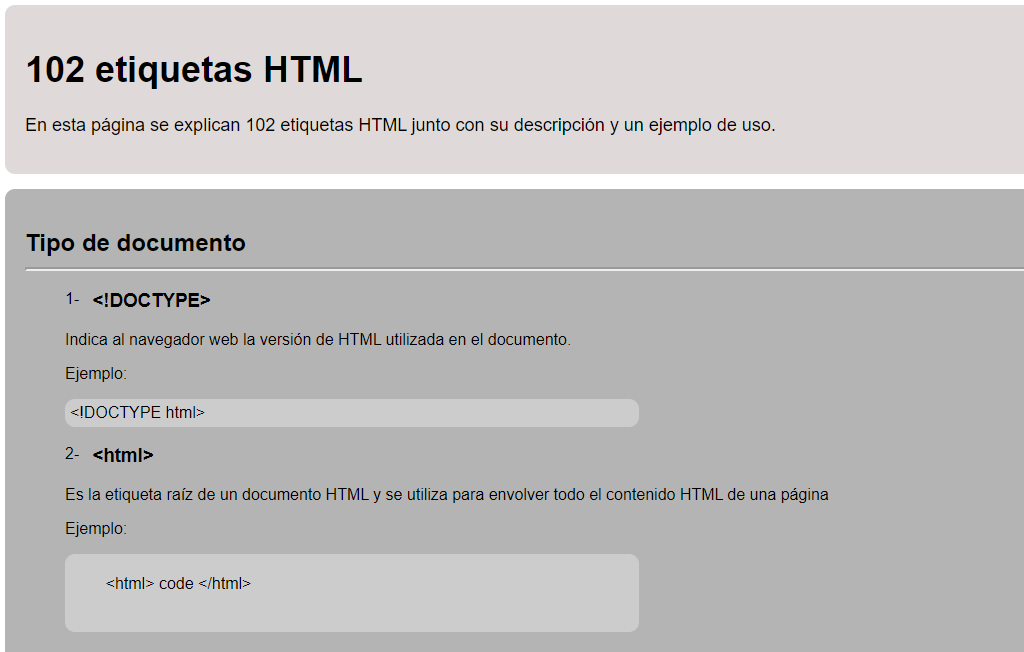 102 etiquetas HTML
En esta página se explican 102 etiquetas HTML junto con su descripción y un ejemplo de uso.
Tipo de documento
1- <!DOCTYPE>
Indica al navegador web la versión de HTML utilizada en el documento.
Ejemplo:
<!DOCTYPE html>
2- <html>
Es la etiqueta raíz de un documento HTML y se utiliza para envolver todo el contenido HTML de una página
Ejemplo:
<html> code </html>